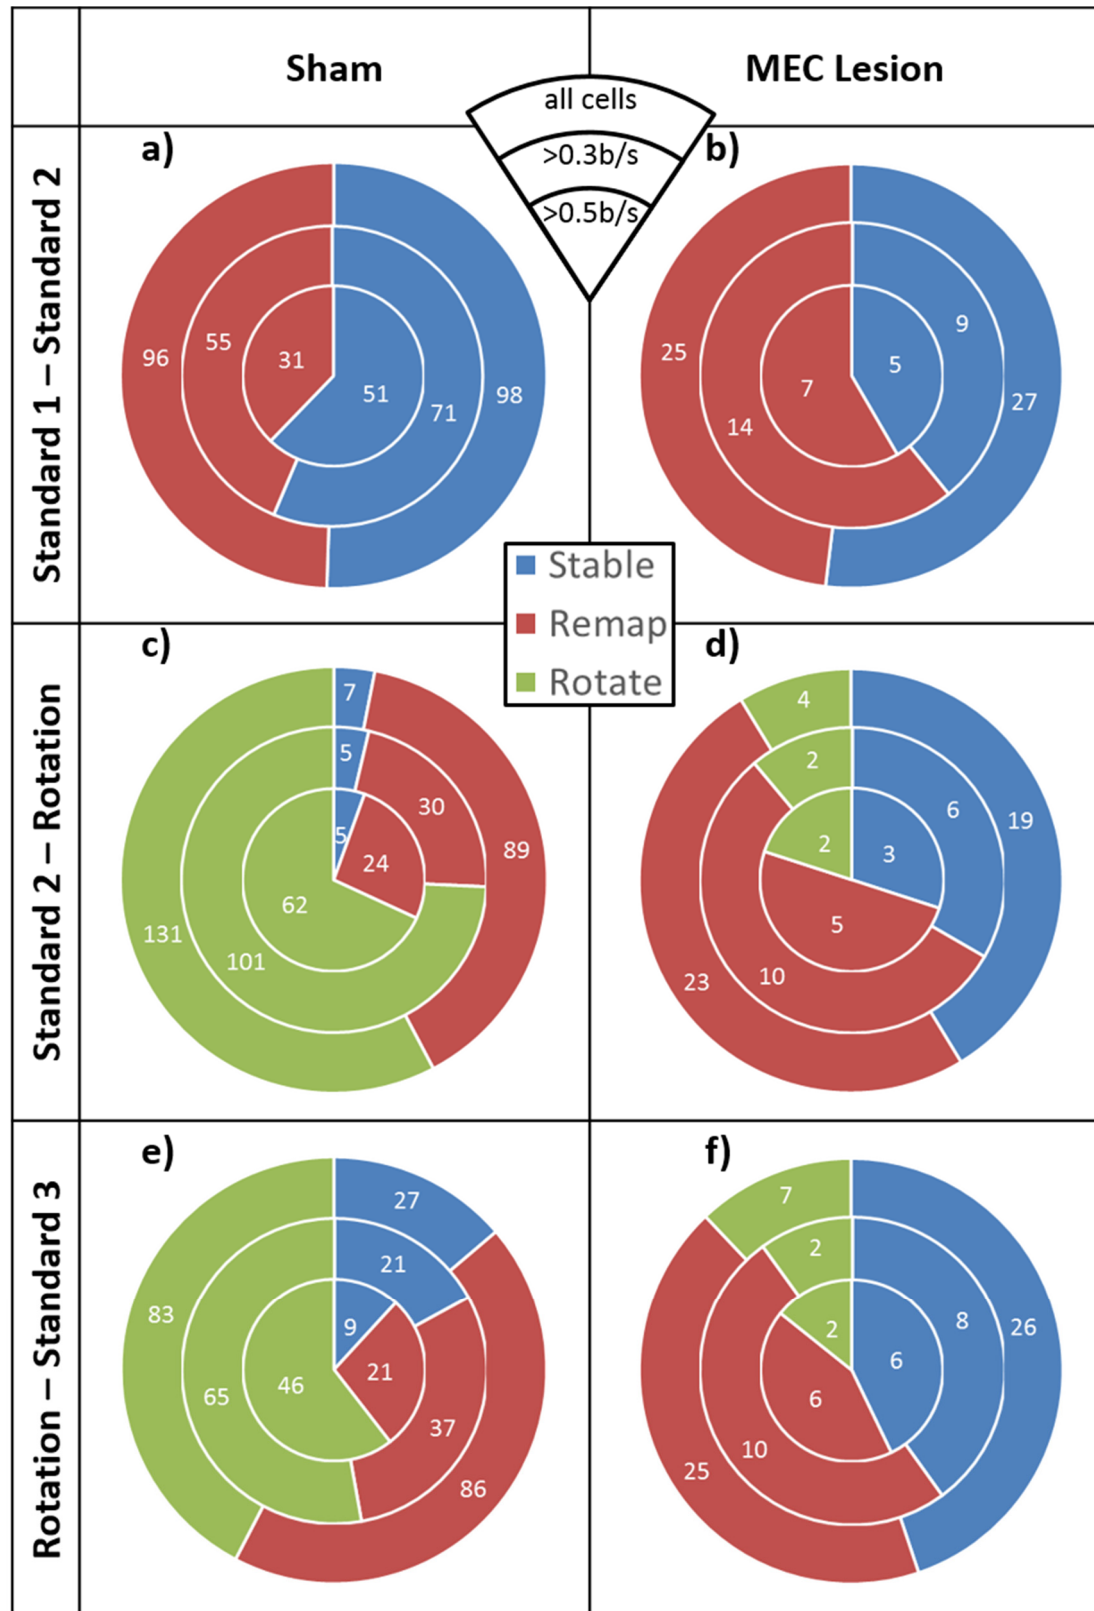 Sham
MEC Lesion
all cells
>0.3b/s
>0.5b/s
Standard 1 – Standard 2
a)
96
55
31
51
71
98
b)
25
14
7
5
9
27
Stable
Remap
Rotate
Standard 2 – Rotation
c)
7
5
5
30
24
89
62
101
131
d)
4
2
2
6
19
3
5
10
23
Rotation – Standard 3
e)
27
21
9
83
65
46
21
37
86
f)
7
2
2
8
26
6
6
10
25